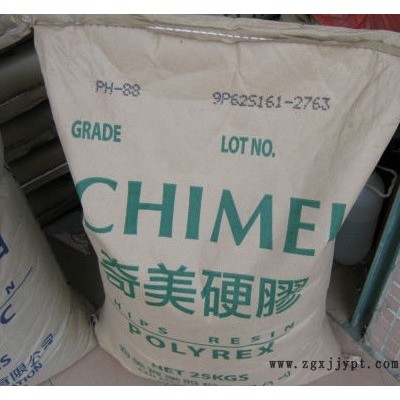 PH-88 9P62S161-2763
GRADE LOT NO.
CHIMEI
奇美硬膠
HIPS RESIN
POLYREX
NET 25KGS
www.zgxjjypt.com